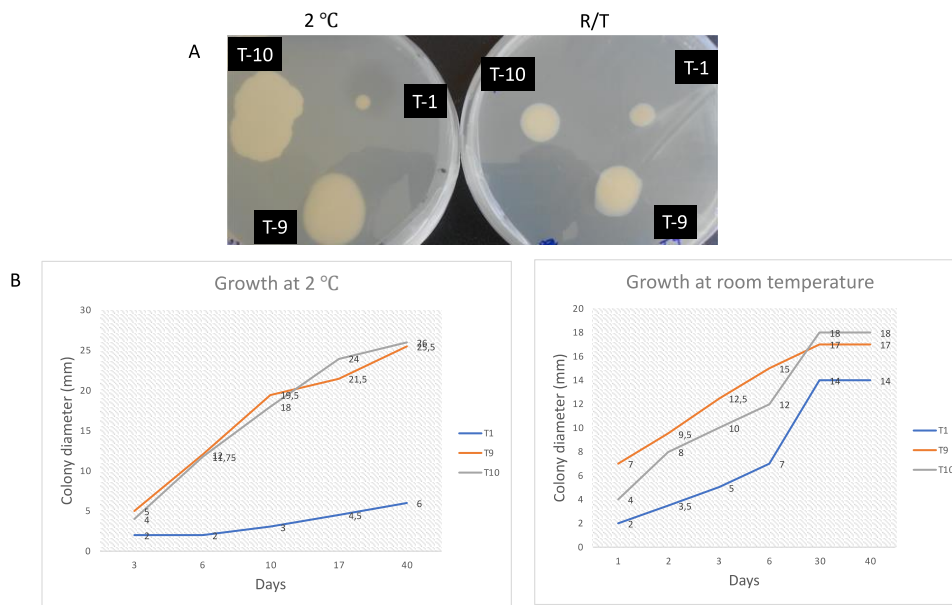 2 ℃
R/T
A
T-10
T-1
T-9
T-10
T-1
T-9
B
Growth at 2 ℃
Colony diameter (mm)
30
25
20
15
10
5
0
5
4
2
12
11,75
2
19,5
18
3
24
21,5
4,5
26
25,5
6
3 6 10 17 40
Days
T1
T9
T10
Growth at room temperature
Colony diameter (mm)
20
18
16
14
12
10
8
6
4
2
0
7
4
2
9,5
8
3,5
12,5
10
5
15
12
7
18
17
14
18
17
14
1 2 3 6 30 40
Days
T1
T9
T10